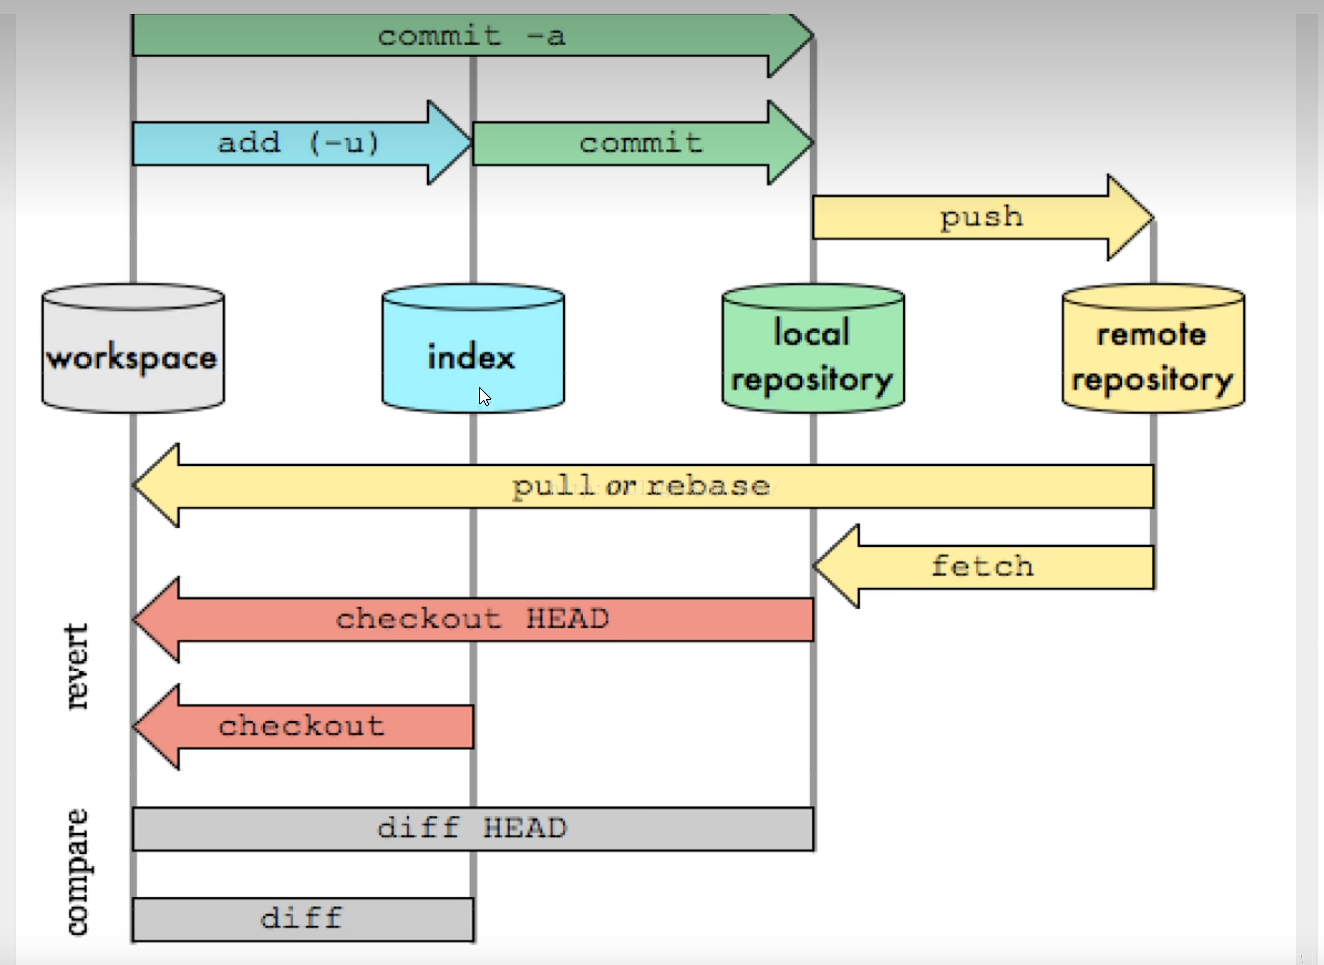 commit -a
add (-u)
commit
push
workspace
index
local
repository
remote
repository
pull or rebase
fetch
revert
checkout HEAD
checkout
compare
diff HEAD
diff